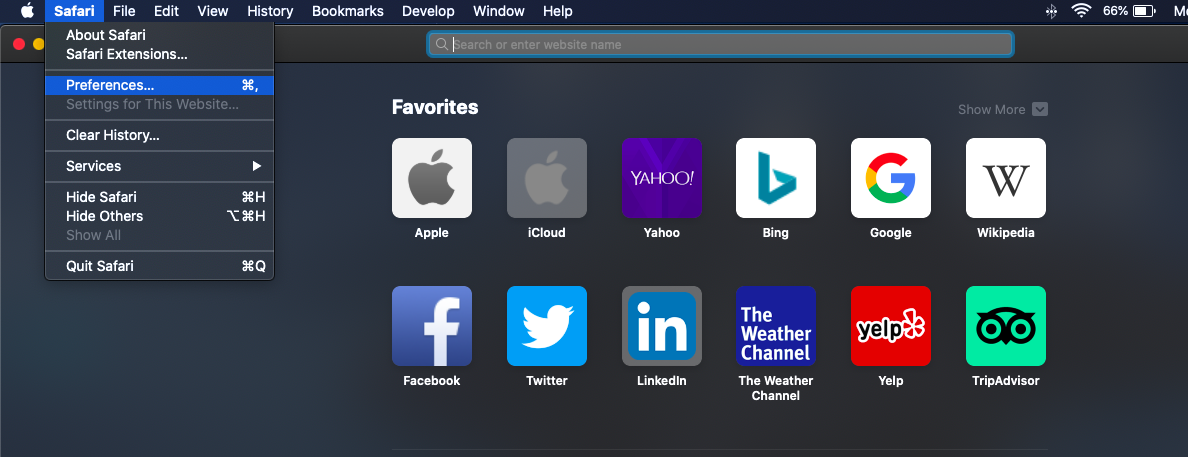 Safari File Edit View History Bookmarks Develop Window Help 66%
About Safari
Safari Extensions...
Preferences... ⌘,
Settings for This Website...
Clear History...
Services ▶
Hide Safari ⌘H
Hide Others ⌥⌘H
Show All
Quit Safari ⌘Q
Search or enter website name
Favorites Show More
YAHOO! W
Apple iCloud Yahoo Bing Google Wikipedia
f in The Weather Channel yelp
Facebook Twitter LinkedIn The Weather Channel Yelp TripAdvisor